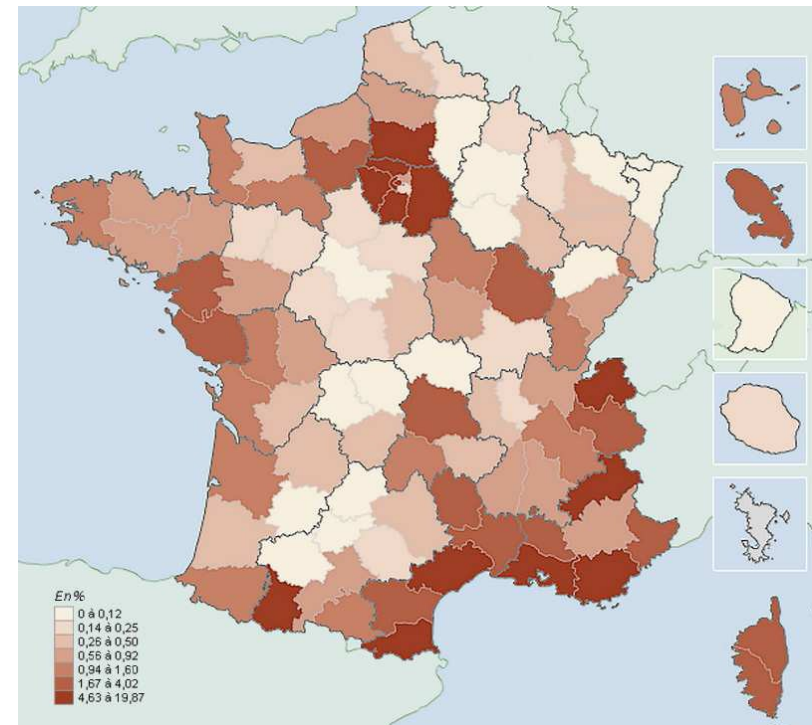 En %
0 à 0,12
0,14 à 0,25
0,26 à 0,50
0,56 à 0,92
0,94 à 1,60
1,67 à 4,02
4,63 à 19,87